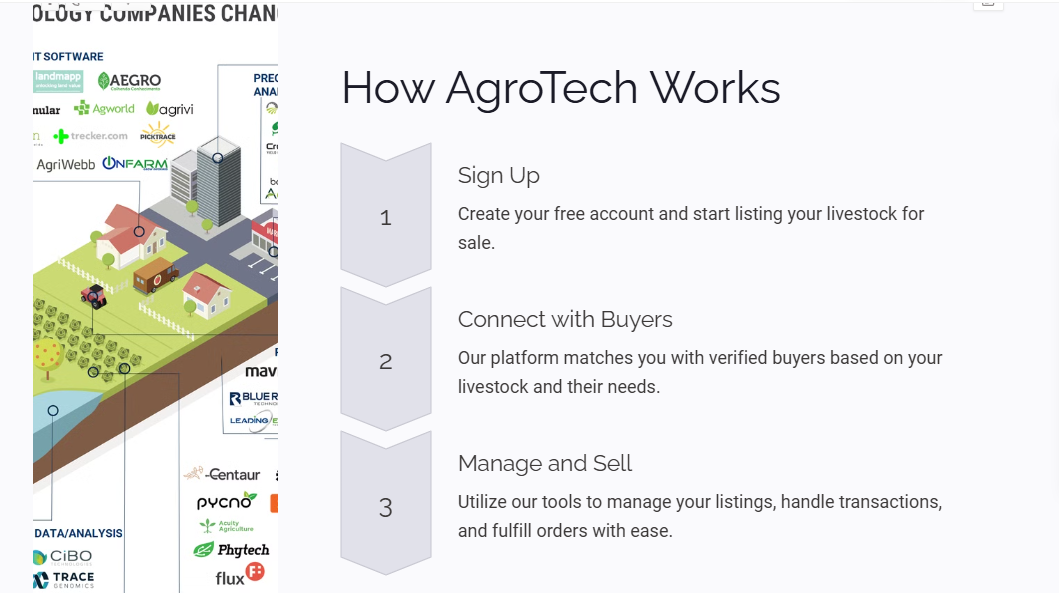 OLOGY COMPANIES CHAN
NT SOFTWARE
landmapp
AEGRO
Agworld
agrivi
trecker.com
PICKTRACE
AgriWebb
ONFARM
PREC
ANA
mav
BLUE R
LEADING
Centaur
pycno
Acuity
Agriculture
Phytech
flux
DATA/ANALYSIS
CiBO
TECHNOLOGIES
TRACE
GENOMICS
How AgroTech Works
1
Sign Up
Create your free account and start listing your livestock for
sale.
2
Connect with Buyers
Our platform matches you with verified buyers based on your
livestock and their needs.
3
Manage and Sell
Utilize our tools to manage your listings, handle transactions,
and fulfill orders with ease.